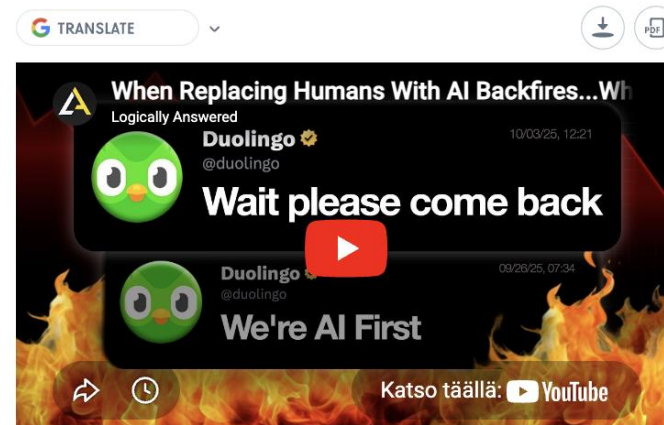 TRANSLATE
PDF
When Replacing Humans With AI Backfires...Wh
Logically Answered
Duolingo
10/03/25, 12:21
@duolingo
Wait please come back
Duolingo
09/26/25, 07:34
@duolingo
We're AI First
Katso täällä: YouTube